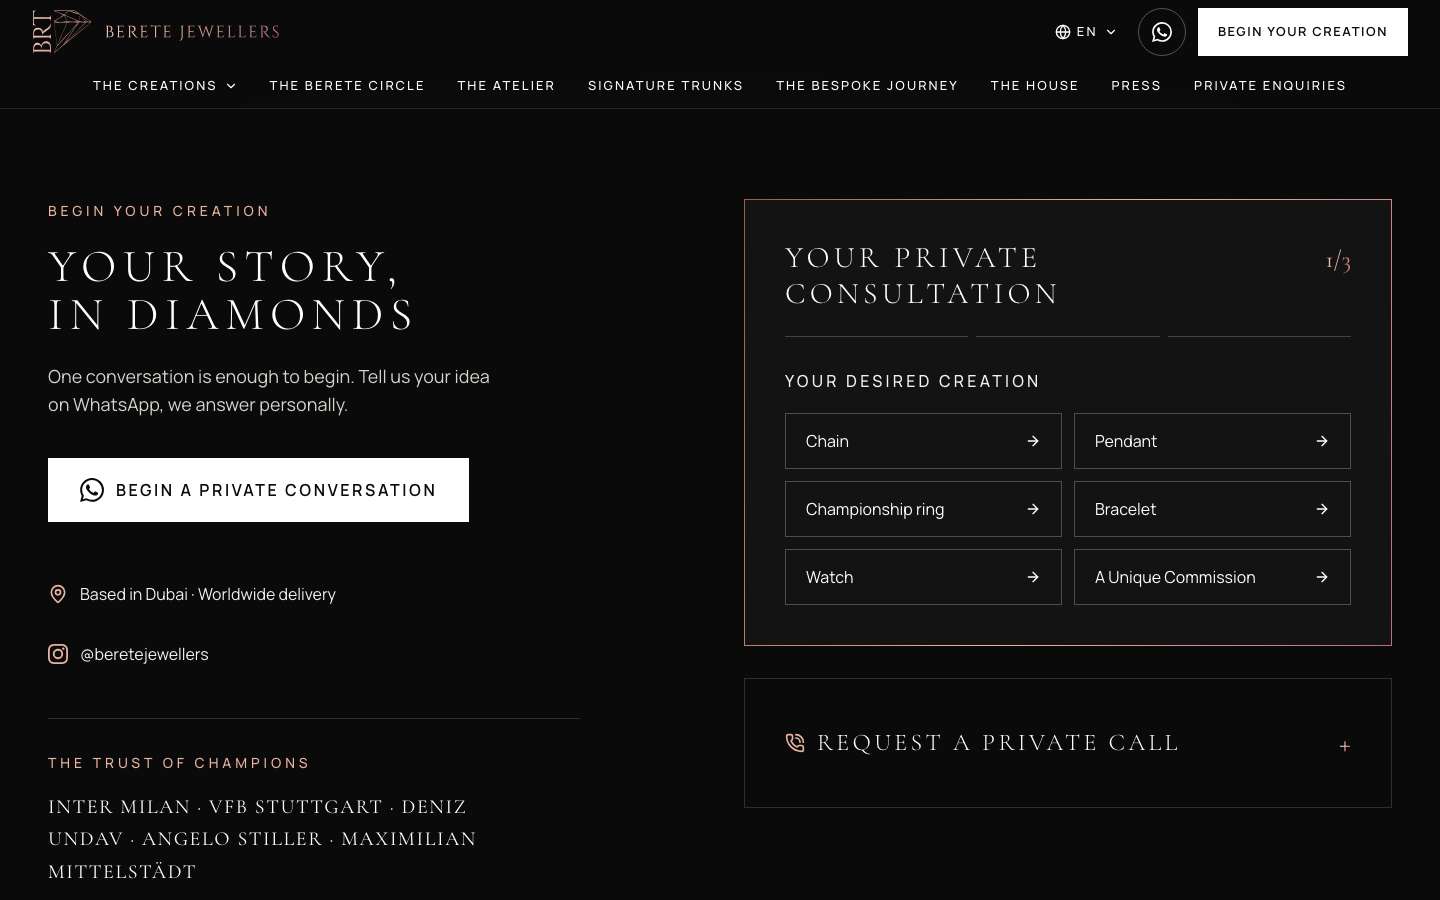 BRT
BERETE JEWELLERS
EN
BEGIN YOUR CREATION
THE CREATIONS
THE BERETE CIRCLE
THE ATELIER
SIGNATURE TRUNKS
THE BESPOKE JOURNEY
THE HOUSE
PRESS
PRIVATE ENQUIRIES
BEGIN YOUR CREATION
YOUR STORY,
IN DIAMONDS
One conversation is enough to begin. Tell us your idea
on WhatsApp, we answer personally.
BEGIN A PRIVATE CONVERSATION
Based in Dubai · Worldwide delivery
@beretejewellers
THE TRUST OF CHAMPIONS
INTER MILAN · VFB STUTTGART · DENIZ
UNDAV · ANGELO STILLER · MAXIMILIAN
MITTELSTÄDT
YOUR PRIVATE
CONSULTATION
1/3
YOUR DESIRED CREATION
Chain
Pendant
Championship ring
Bracelet
Watch
A Unique Commission
REQUEST A PRIVATE CALL
+